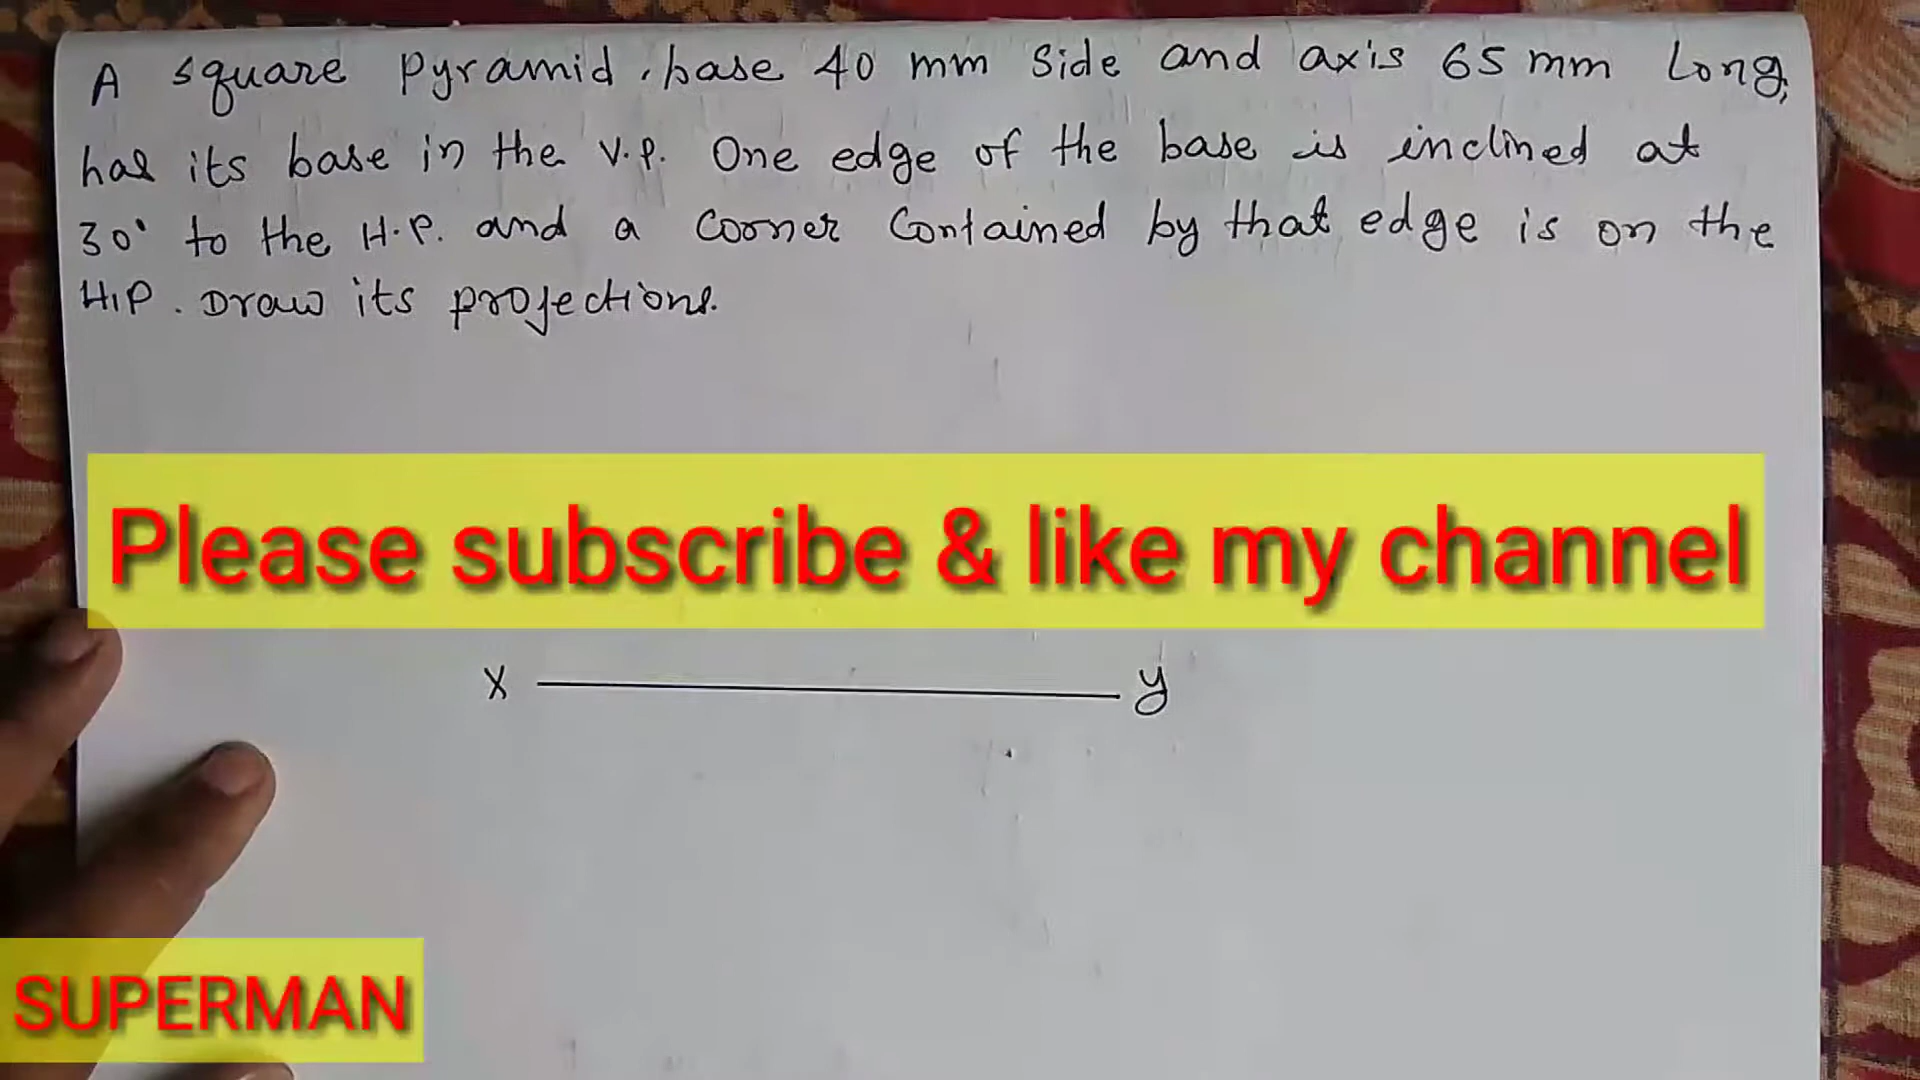 A square pyramid, base 40 mm side and axis 65 mm long,
has its base in the V.P. One edge of the base is inclined at
30° to the H.P. and a corner contained by that edge is on the
H.P. Draw its projections.
Please subscribe & like my channel
x y
SUPERMAN